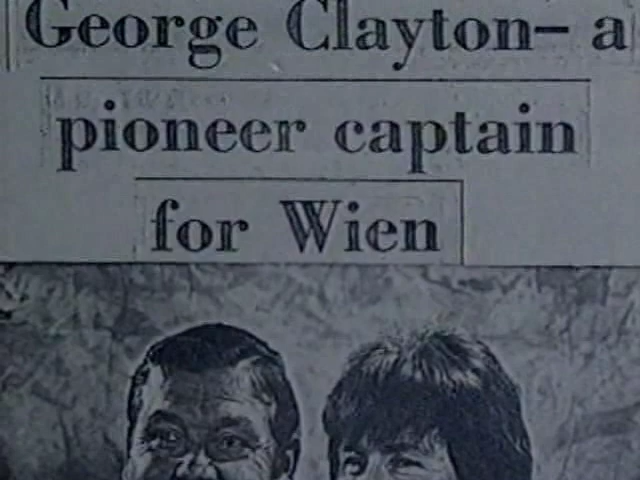 George Clayton– a
pioneer captain
for Wien